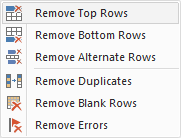 Remove Top Rows
Remove Bottom Rows
Remove Alternate Rows
Remove Duplicates
Remove Blank Rows
Remove Errors